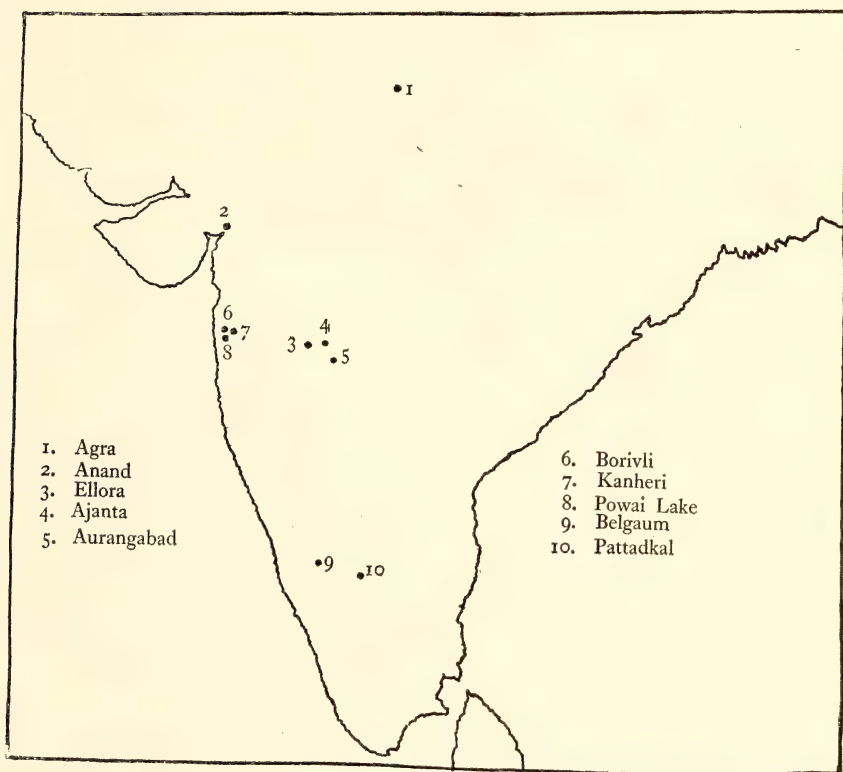 1
2
6
7
8
3
4
5
1. Agra
2. Anand
3. Ellora
4. Ajanta
5. Aurangabad
6. Borivli
7. Kanheri
8. Powai Lake
9. Belgaum
10. Pattadkal
9
10